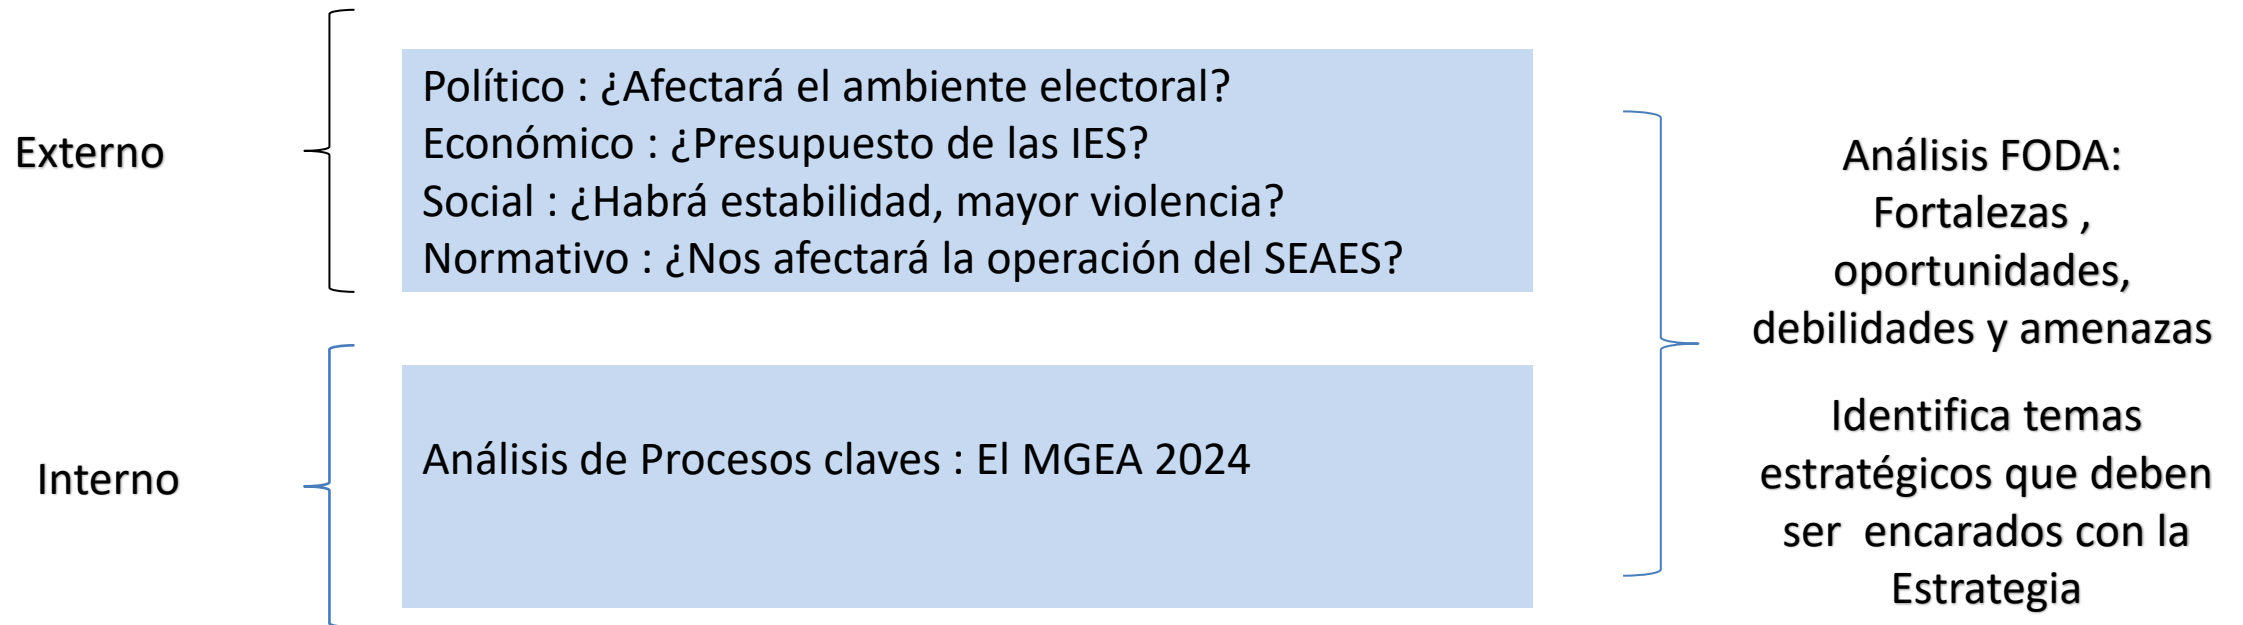 Externo
Político : ¿Afectará el ambiente electoral?
Económico : ¿Presupuesto de las IES?
Social : ¿Habrá estabilidad, mayor violencia?
Normativo : ¿Nos afectará la operación del SEAES?
Interno
Análisis de Procesos claves : El MGEA 2024
Análisis FODA:
Fortalezas ,
oportunidades,
debilidades y amenazas
Identifica temas
estratégicos que deben
ser  encarados con la
Estrategia